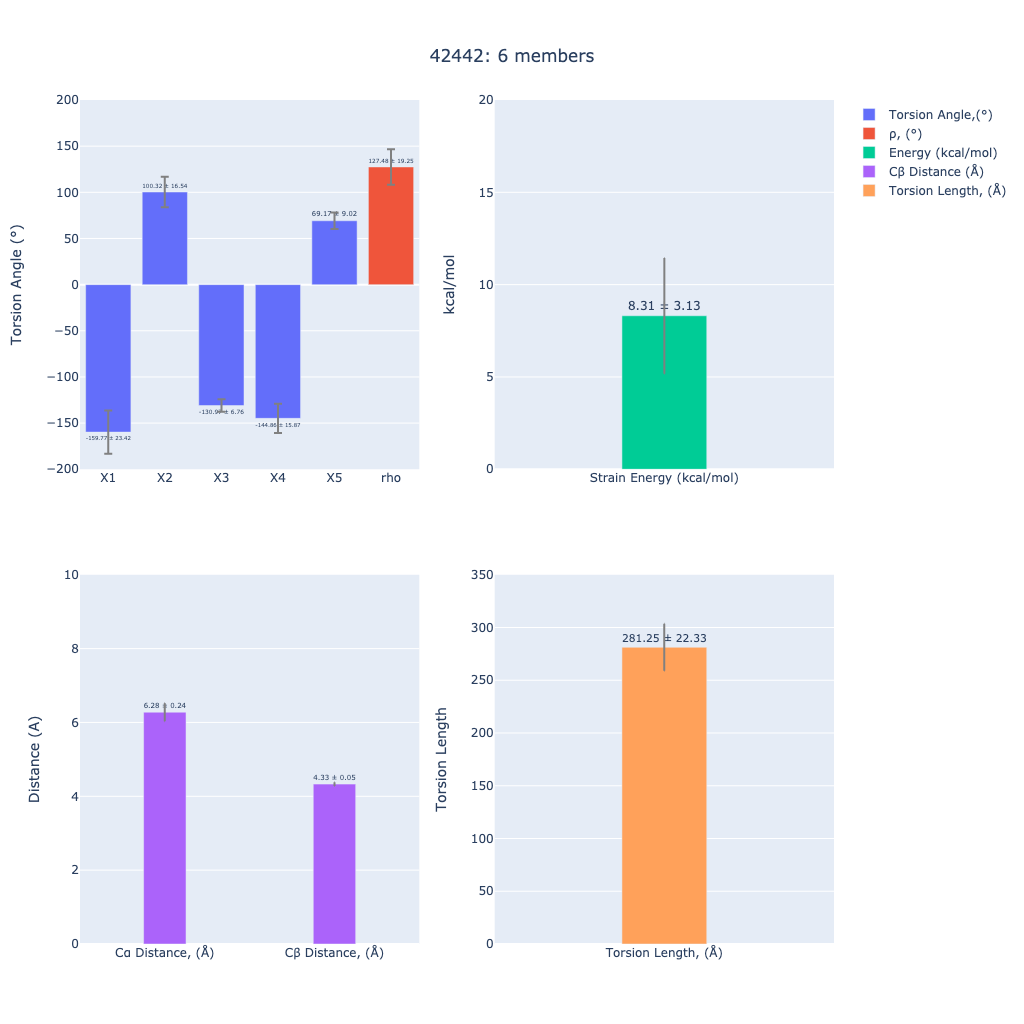 42442: 6 members
200
150
100
50
0
−50
−100
−150
−200
Torsion Angle (°)
-159.77 ± 23.42
100.32 ± 16.54
-130.97 ± 6.76
-144.86 ± 15.87
69.17 ± 9.02
127.48 ± 19.25
X1
X2
X3
X4
X5
rho
20
15
10
5
0
kcal/mol
8.31 ± 3.13
Strain Energy (kcal/mol)
Torsion Angle,(°)
ρ, (°)
Energy (kcal/mol)
Cβ Distance (Å)
Torsion Length, (Å)
10
8
6
4
2
0
Distance (A)
6.28 ± 0.24
4.33 ± 0.05
Cα Distance, (Å)
Cβ Distance, (Å)
350
300
250
200
150
100
50
0
Torsion Length
281.25 ± 22.33
Torsion Length, (Å)